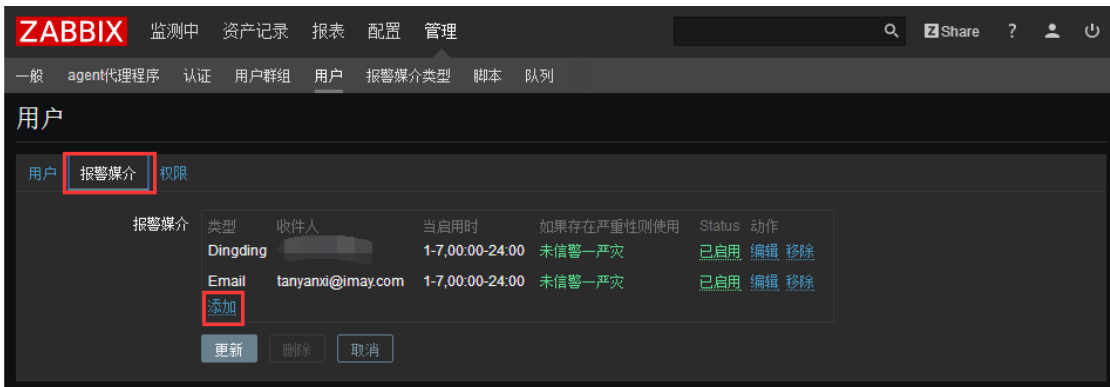 ZABBIX 监测中 资产记录 报表 配置 管理 Z Share ?
一般 agent代理程序 认证 用户群组 用户 报警媒介类型 脚本 队列
用户
用户 报警媒介 权限
报警媒介 类型 收件人 当启用时 如果存在严重性则使用 Status 动作
Dingding 1-7,00:00-24:00 未信警一严灾 已启用 编辑 移除
Email tanyanxi@imay.com 1-7,00:00-24:00 未信警一严灾 已启用 编辑 移除
添加
更新 删除 取消